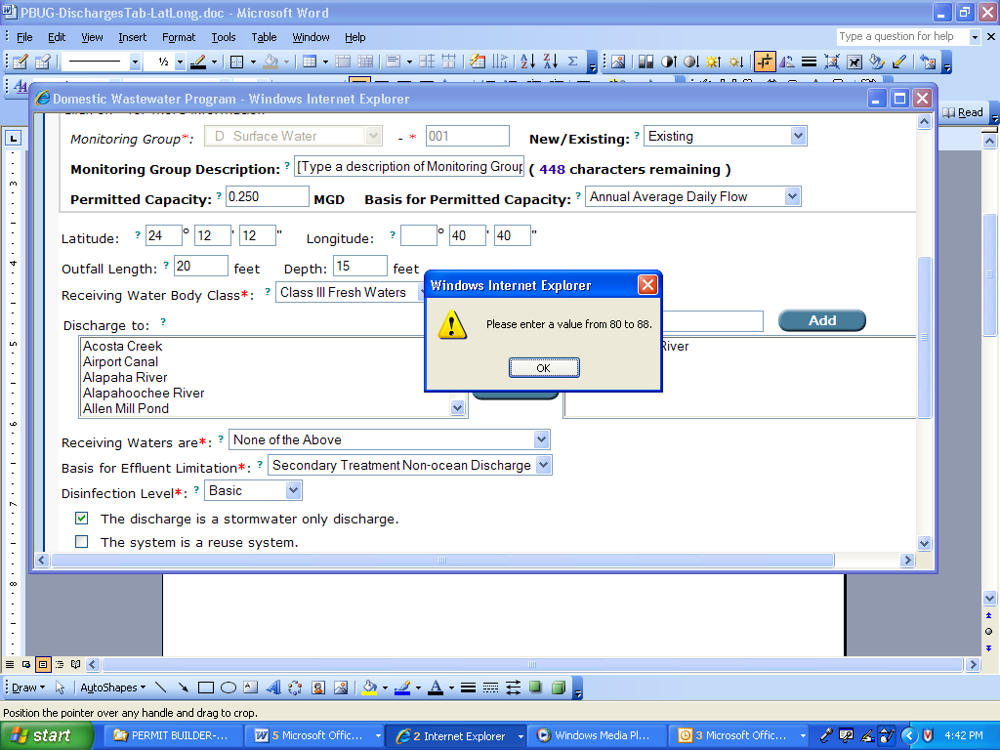 PBUG-DischargesTab-LatLong.doc - Microsoft Word
File Edit View Insert Format Tools Table Window Help
Type a question for help
½
Read
Domestic Wastewater Program - Windows Internet Explorer
Monitoring Group*: D Surface Water - * 001 New/Existing: ? Existing
Monitoring Group Description: ? [Type a description of Monitoring Group ( 448 characters remaining )
Permitted Capacity: ? 0.250 MGD Basis for Permitted Capacity: ? Annual Average Daily Flow
Latitude: ? 24 ° 12 ' 12 " Longitude: ? ° 40 ' 40 "
Outfall Length: ? 20 feet Depth: ? 15 feet
Receiving Water Body Class*: ? Class III Fresh Waters
Windows Internet Explorer
Please enter a value from 80 to 88.
OK
Discharge to: ?
Add
Acosta Creek
Airport Canal
Alapaha River
Alapahoochee River
Allen Mill Pond
River
Receiving Waters are*: ? None of the Above
Basis for Effluent Limitation*: ? Secondary Treatment Non-ocean Discharge
Disinfection Level*: ? Basic
The discharge is a stormwater only discharge.
The system is a reuse system.
3
4
5
6
7
8
Draw AutoShapes
Position the pointer over any handle and drag to crop.
start PERMIT BUILDER-... 5 Microsoft Offic... 2 Internet Explorer Windows Media Pl... 3 Microsoft Offic... 4:42 PM